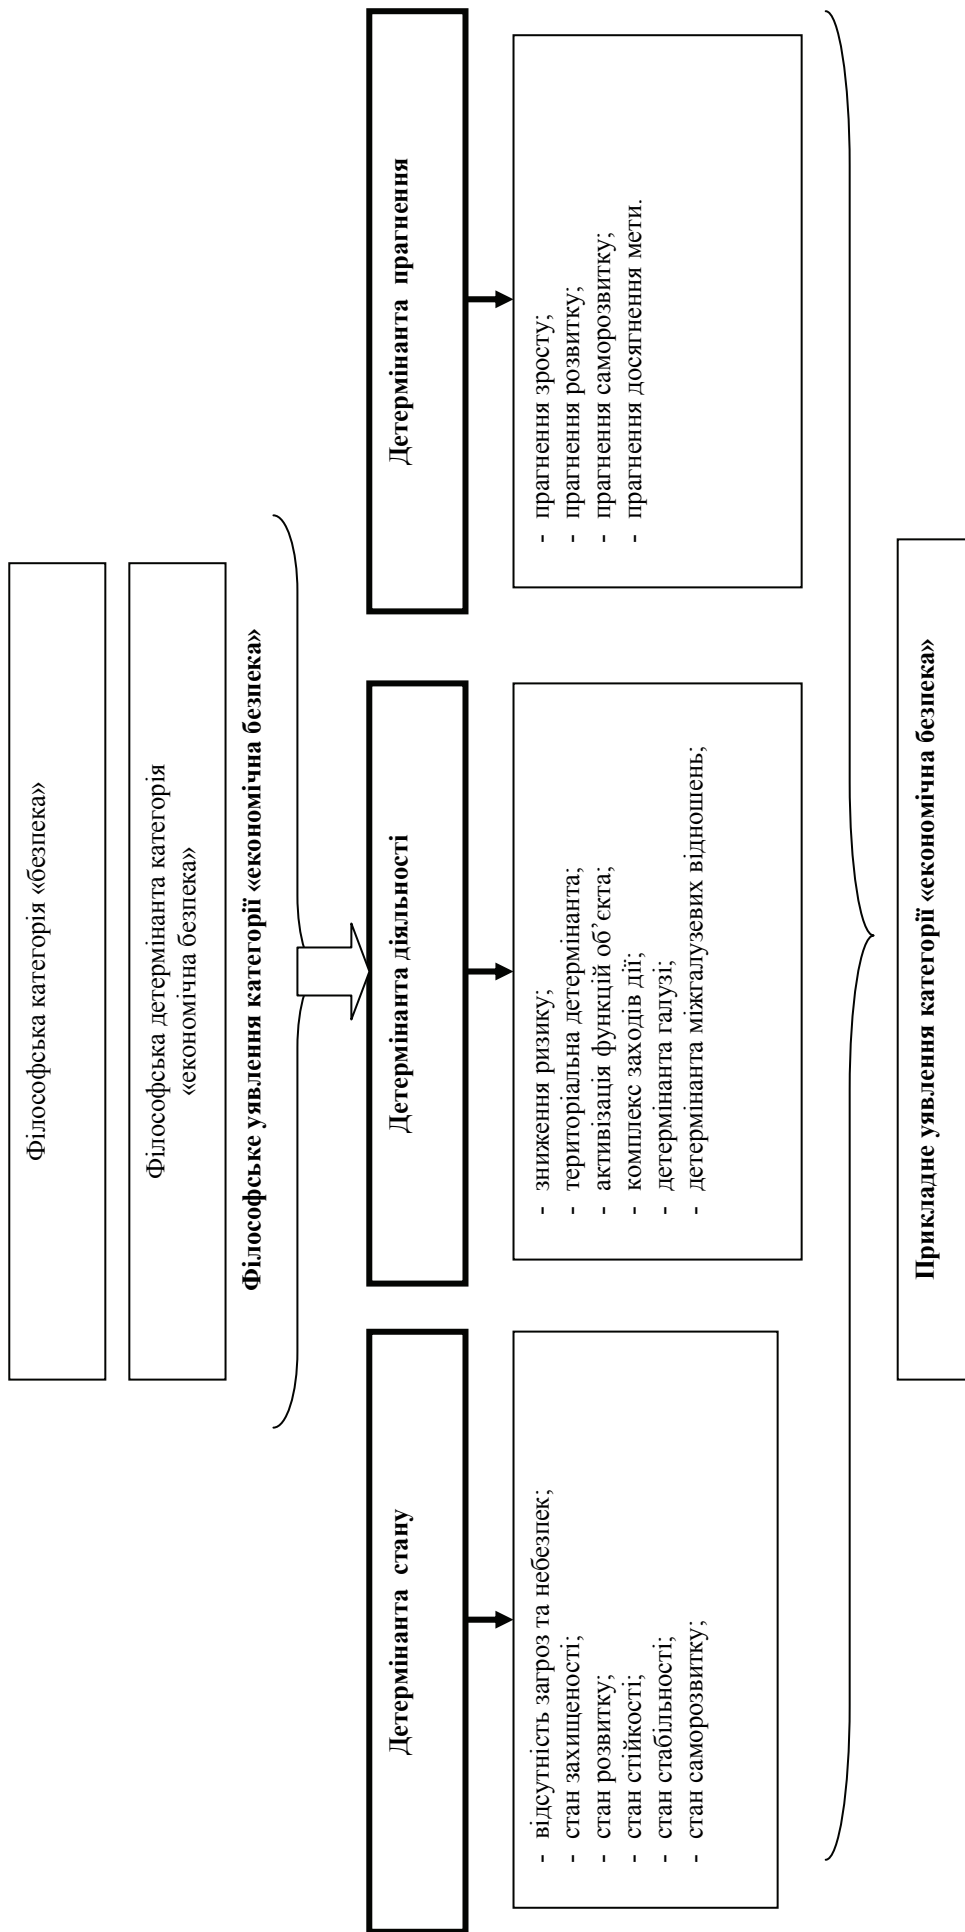 Філософська категорія «безпека»
Філософська детермінанта категорія
«економічна безпека»
Філософське уявлення категорії «економічна безпека»
Детермінанта стану
- відсутність загроз та небезпек;
- стан захищеності;
- стан розвитку;
- стан стійкості;
- стан стабільності;
- стан саморозвитку;
Детермінанта діяльності
- зниження ризику;
- територіальна детермінанта;
- активізація функцій об’єкта;
- комплекс заходів дії;
- детермінанта галузі;
- детермінанта міжгалузевих відношень;
Детермінанта прагнення
- прагнення зросту;
- прагнення розвитку;
- прагнення саморозвитку;
- прагнення досягнення мети.
Прикладне уявлення категорії «економічна безпека»